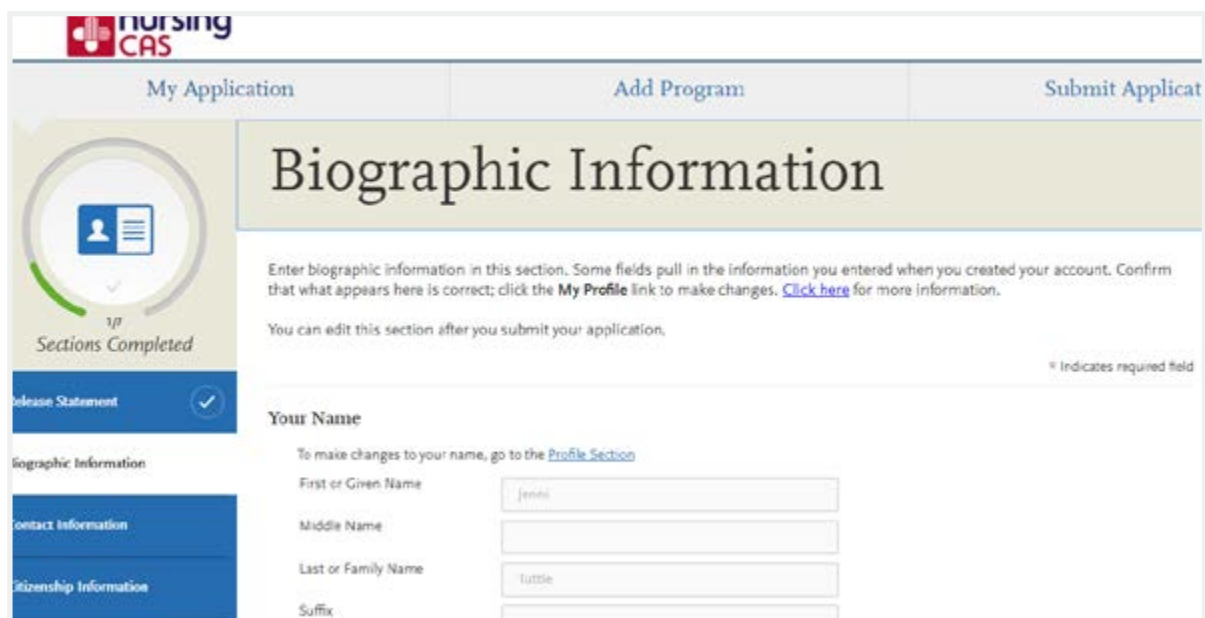 nursing
CAS
My Application
Add Program
Submit Applicat
Biographic Information
1/7
Sections Completed
Enter biographic information in this section. Some fields pull in the information you entered when you created your account. Confirm
that what appears here is correct; click the My Profile link to make changes. Click here for more information.
You can edit this section after you submit your application.
* Indicates required field
Release Statement
Biographic Information
Contact Information
Citizenship Information
Your Name
To make changes to your name, go to the Profile Section
First or Given Name
Jenni
Middle Name
Last or Family Name
Tuttle
Suffix